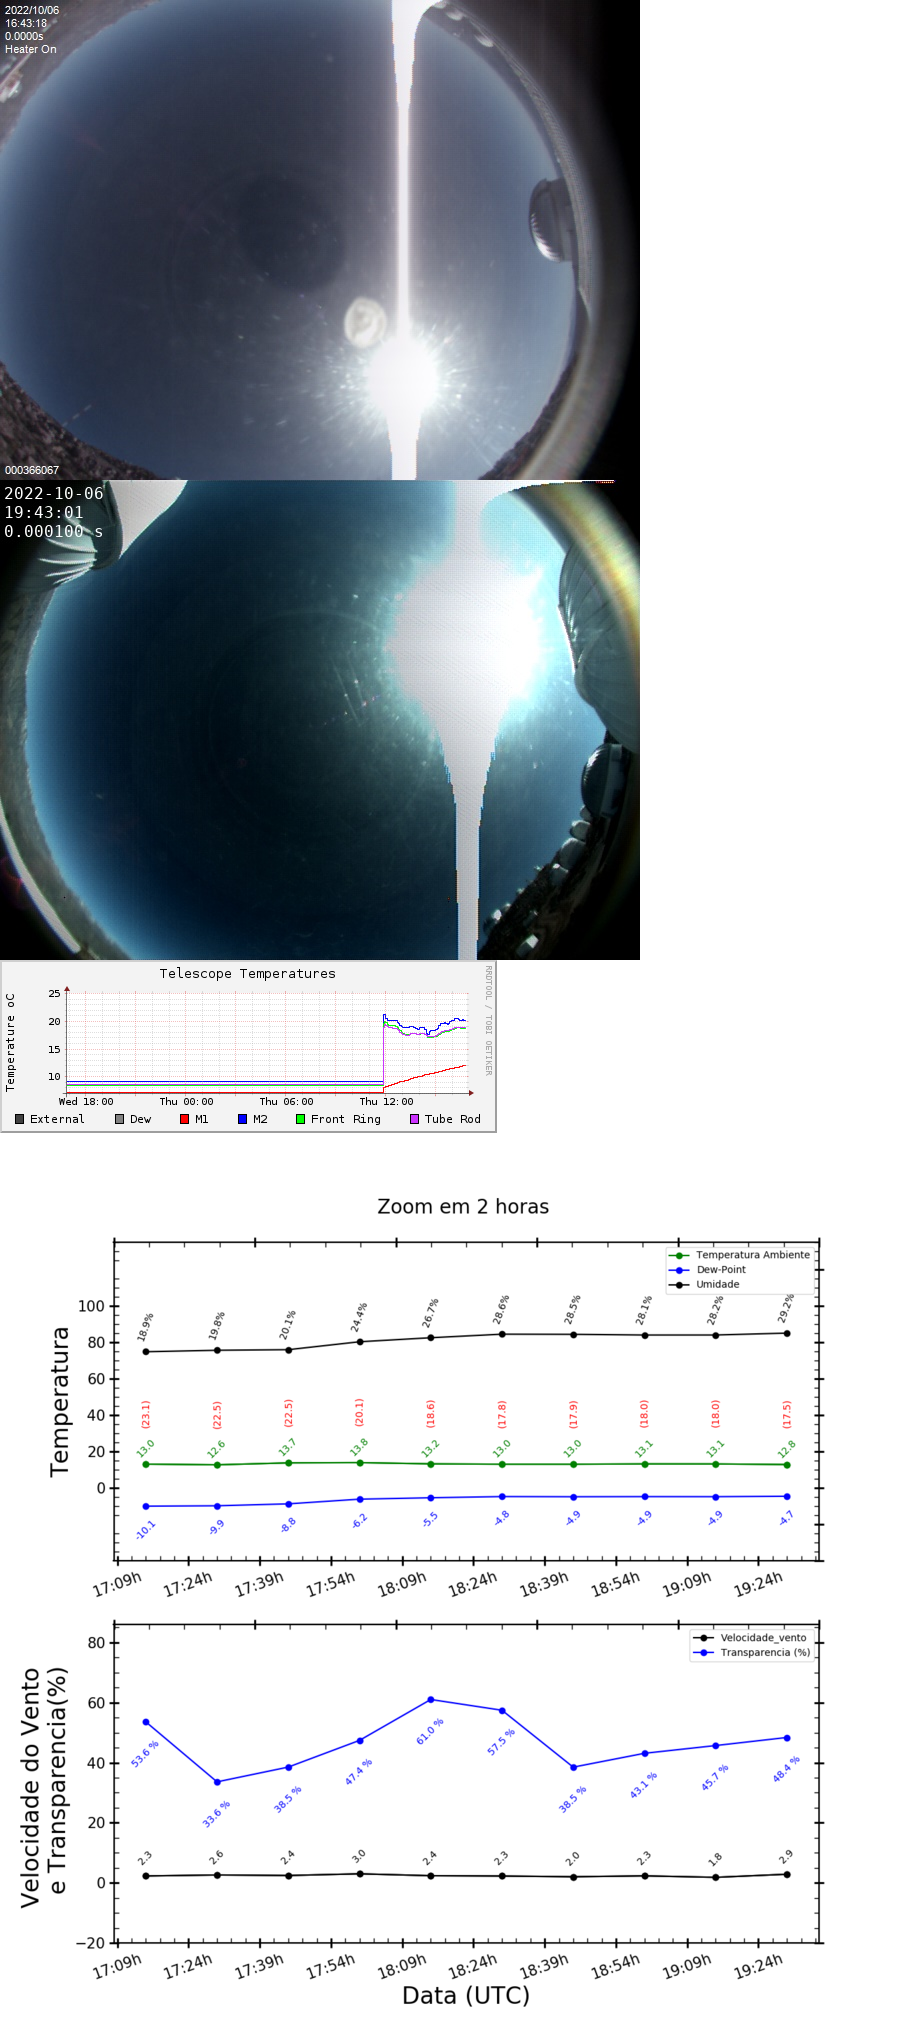 2022/10/06
16:43:18
0.0000s
Heater On
000366067
2022-10-06
19:43:01
0.000100 s
Telescope Temperatures
RRDTOOL / TOBI OETIKER
Temperature oC
25
20
15
10
Wed 18:00 Thu 00:00 Thu 06:00 Thu 12:00
External Dew M1 M2 Front Ring Tube Rod
Zoom em 2 horas
Temperatura Ambiente
Dew-Point
Umidade
Temperatura
100
80
60
40
20
0
18.9% 19.8% 20.1% 24.4% 26.7% 28.6% 28.5% 28.1% 28.2% 29.2%
(23.1) (22.5) (22.5) (20.1) (18.6) (17.8) (17.9) (18.0) (18.0) (17.5)
13.0 12.6 13.7 13.8 13.2 13.0 13.0 13.1 13.1 12.8
-10.1 -9.9 -8.8 -6.2 -5.5 -4.8 -4.9 -4.9 -4.9 -4.7
17:09h 17:24h 17:39h 17:54h 18:09h 18:24h 18:39h 18:54h 19:09h 19:24h
Velocidade_vento
Transparencia (%)
Velocidade do Vento
e Transparencia(%)
80
60
40
20
0
−20
53.6 % 33.6 % 38.5 % 47.4 % 61.0 % 57.5 % 38.5 % 43.1 % 45.7 % 48.4 %
2.3 2.6 2.4 3.0 2.4 2.3 2.0 2.3 1.8 2.9
17:09h 17:24h 17:39h 17:54h 18:09h 18:24h 18:39h 18:54h 19:09h 19:24h
Data (UTC)